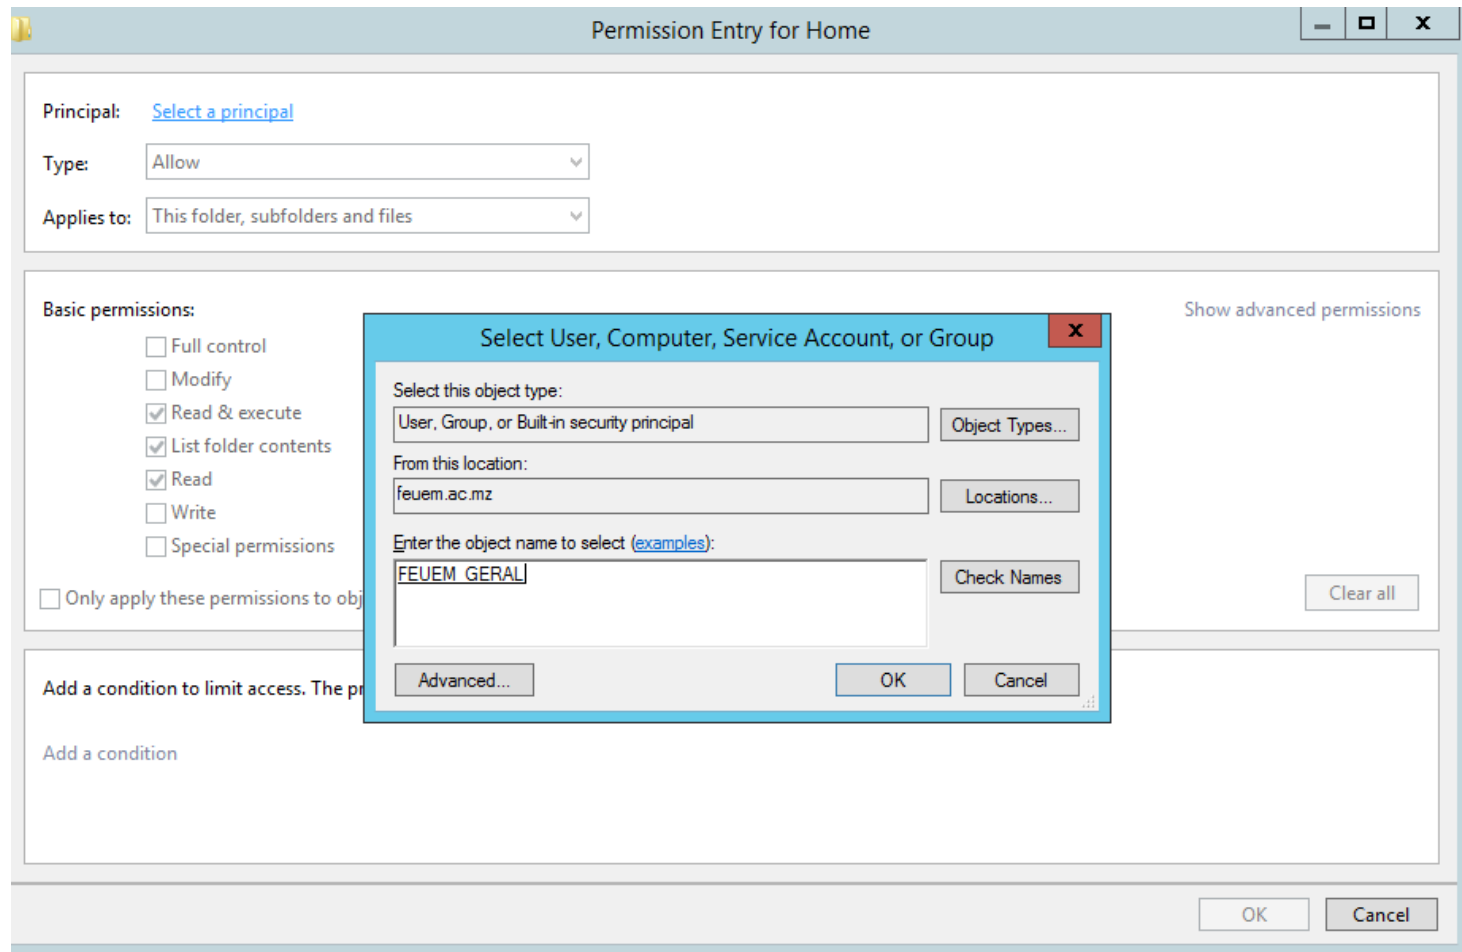 Permission Entry for Home
Principal: Select a principal
Type: Allow
Applies to: This folder, subfolders and files
Basic permissions:
Show advanced permissions
Full control
Modify
Read & execute
List folder contents
Read
Write
Special permissions
Only apply these permissions to obj
Clear all
Select User, Computer, Service Account, or Group
Select this object type:
User, Group, or Built-in security principal
Object Types...
From this location:
feuem.ac.mz
Locations...
Enter the object name to select (examples):
FEUEM_GERAL
Check Names
Advanced...
OK
Cancel
Add a condition to limit access. The pr
Add a condition
OK
Cancel